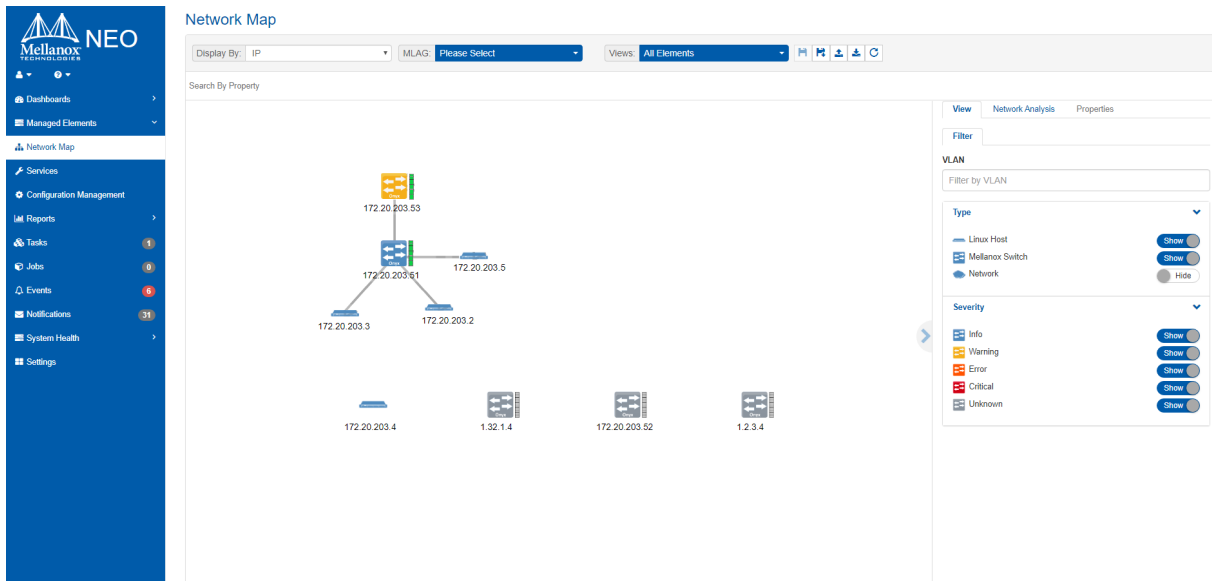 Mellanox
TECHNOLOGIES
NEO
Dashboards
Managed Elements
Network Map
Services
Configuration Management
Reports
Tasks 1
Jobs 0
Events 6
Notifications 31
System Health
Settings
Network Map
Display By: IP
MLAG: Please Select
Views: All Elements
Search By Property
172.20.203.53
Onyx
172.20.203.51
172.20.203.5
172.20.203.3
172.20.203.2
172.20.203.4
Onyx
1.32.1.4
Onyx
172.20.203.52
Onyx
1.2.3.4
View Network Analysis Properties
Filter
VLAN
Filter by VLAN
Type
Linux Host Show
Mellanox Switch Show
Network Hide
Severity
Info Show
Warning Show
Error Show
Critical Show
Unknown Show